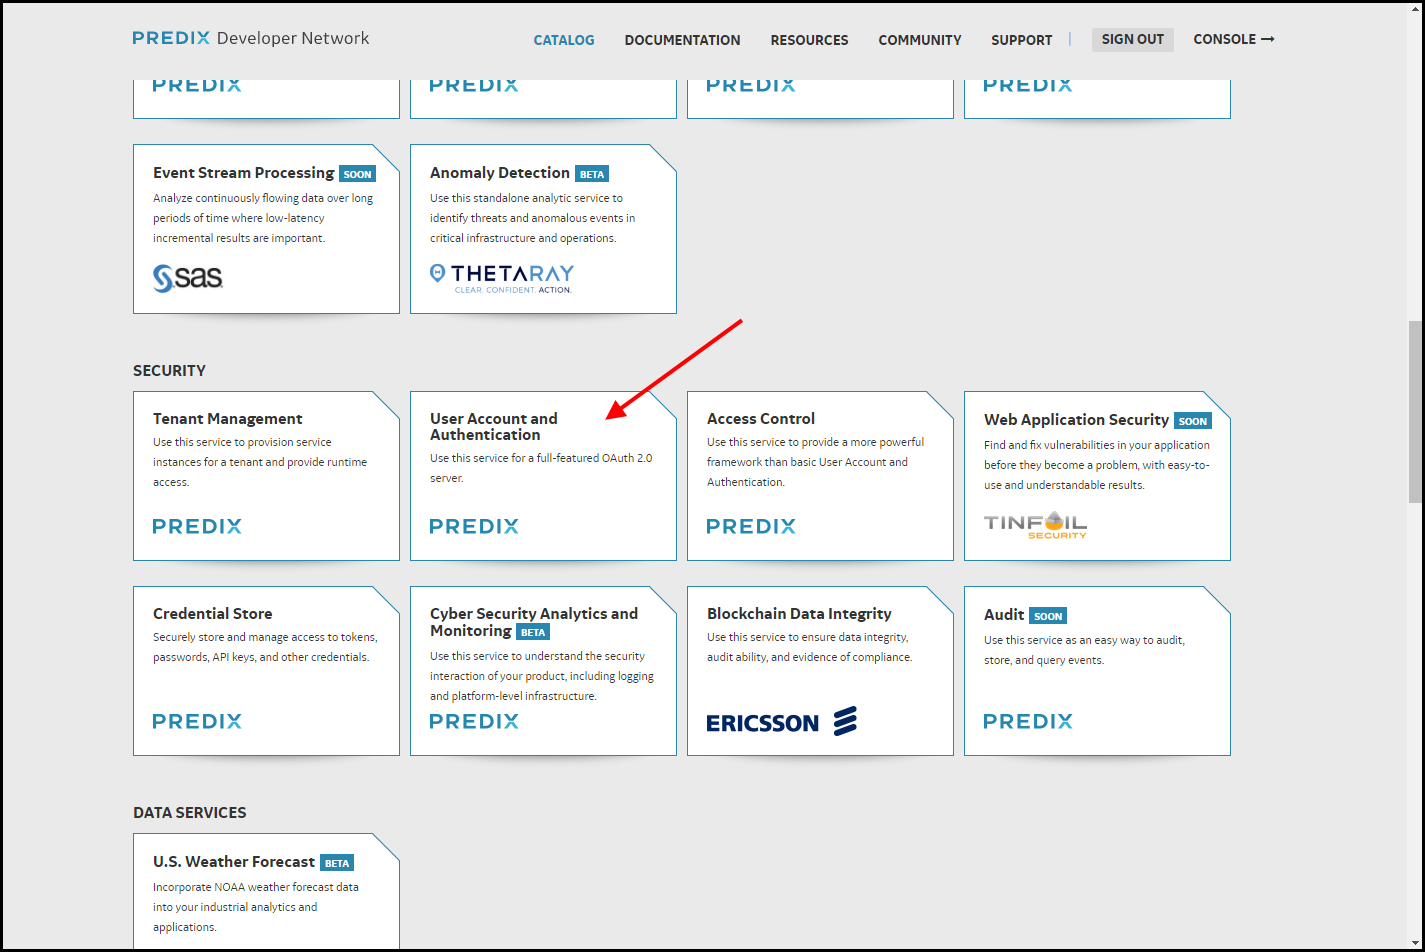 PREDIX Developer Network
CATALOG DOCUMENTATION RESOURCES COMMUNITY SUPPORT | SIGN OUT CONSOLE →
PREDIX PREDIX PREDIX PREDIX
Event Stream Processing SOON
Analyze continuously flowing data over long
periods of time where low-latency
incremental results are important.
sas
Anomaly Detection BETA
Use this standalone analytic service to
identify threats and anomalous events in
critical infrastructure and operations.
THETARAY
CLEAR. CONFIDENT. ACTION.
SECURITY
Tenant Management
Use this service to provision service
instances for a tenant and provide runtime
access.
PREDIX
User Account and
Authentication
Use this service for a full-featured OAuth 2.0
server.
PREDIX
Access Control
Use this service to provide a more powerful
framework than basic User Account and
Authentication.
PREDIX
Web Application Security SOON
Find and fix vulnerabilities in your application
before they become a problem, with easy-to-
use and understandable results.
TINFOIL
SECURITY
Credential Store
Securely store and manage access to tokens,
passwords, API keys, and other credentials.
PREDIX
Cyber Security Analytics and
Monitoring BETA
Use this service to understand the security
interaction of your product, including logging
and platform-level infrastructure.
PREDIX
Blockchain Data Integrity
Use this service to ensure data integrity,
audit ability, and evidence of compliance.
ERICSSON
Audit SOON
Use this service as an easy way to audit,
store, and query events.
PREDIX
DATA SERVICES
U.S. Weather Forecast BETA
Incorporate NOAA weather forecast data
into your industrial analytics and
applications.